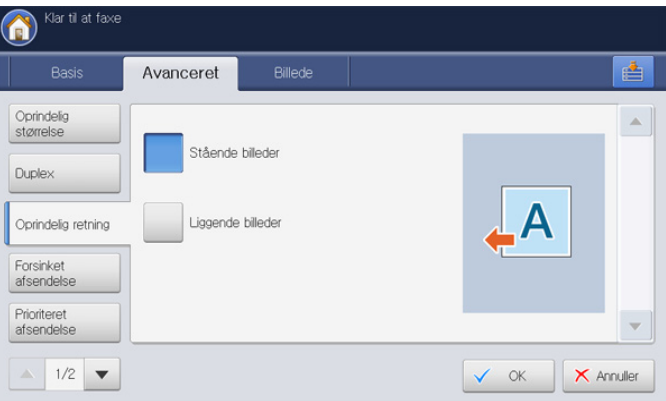 Klar til at faxe
Basis
Avanceret
Billede
Oprindelig
størrelse
Duplex
Oprindelig retning
Forsinket
afsendelse
Prioriteret
afsendelse
Stående billeder
Liggende billeder
A
1/2
OK
Annuller